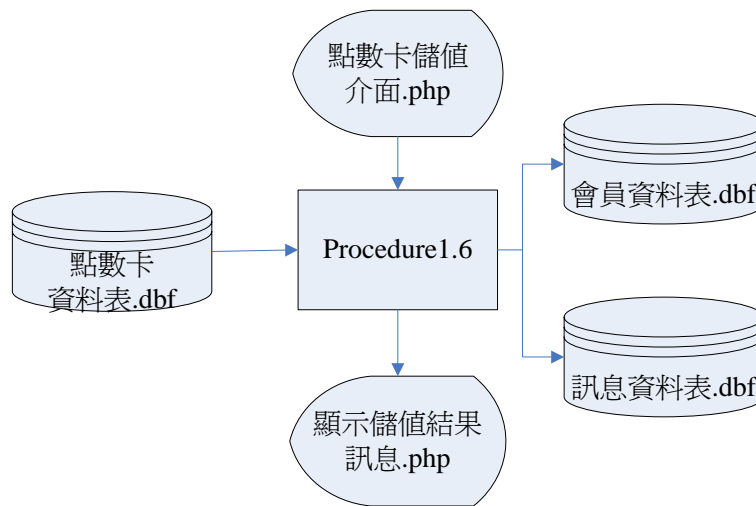 點數卡儲值
介面.php
會員資料表.dbf
點數卡
資料表.dbf
Procedure1.6
訊息資料表.dbf
顯示儲值結果
訊息.php